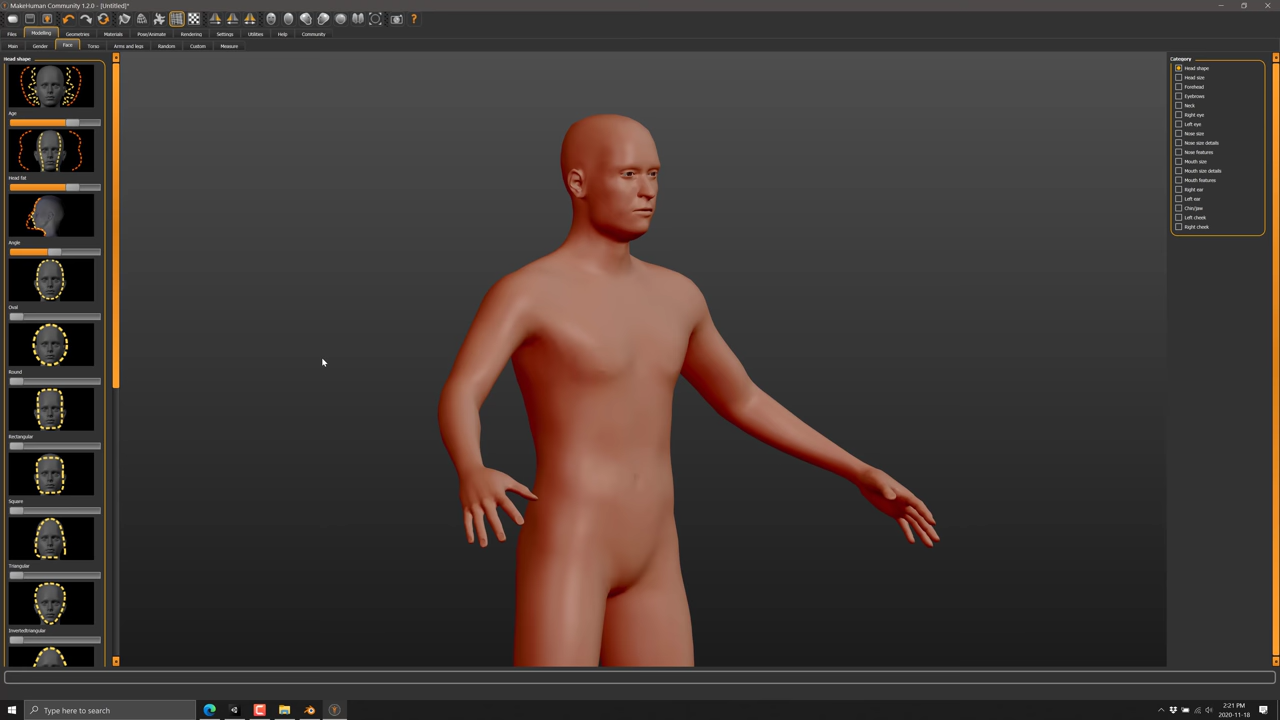 MakeHuman Community 1.2.0 - [Untitled]*
Files Modelling Geometries Materials Pose/Animate Rendering Settings Utilities Help Community
Main Gender Face Torso Arms and legs Random Custom Measure
Head shape
Age
Head fat
Angle
Oval
Round
Rectangular
Square
Triangular
Invertedtriangular
Category
Head shape
Head size
Forehead
Eyebrows
Neck
Right eye
Left eye
Nose size
Nose size details
Nose features
Mouth size
Mouth size details
Mouth features
Right ear
Left ear
Chin/jaw
Left cheek
Right cheek
Type here to search
2:21 PM
2020-11-18